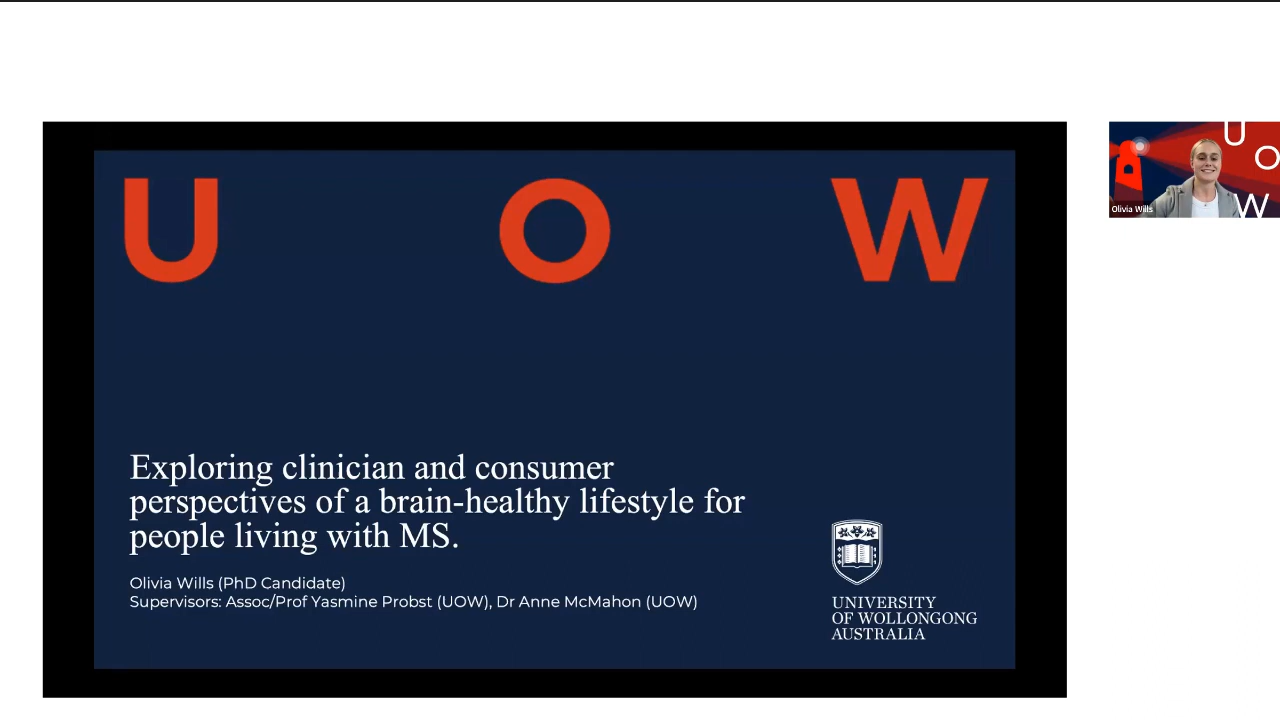 U O W
Exploring clinician and consumer
perspectives of a brain-healthy lifestyle for
people living with MS.
Olivia Wills (PhD Candidate)
Supervisors: Assoc/Prof Yasmine Probst (UOW), Dr Anne McMahon (UOW)
UNIVERSITY
OF WOLLONGONG
AUSTRALIA
U
O
W
Olivia Wills